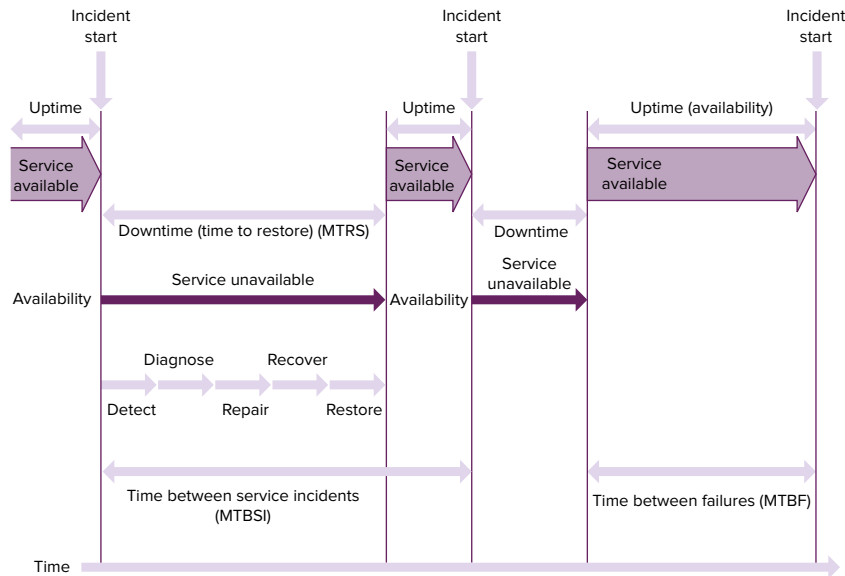 Incident
start
Incident
start
Incident
start
Uptime
Uptime
Uptime (availability)
Service
available
Service
available
Service
available
Downtime (time to restore) (MTRS)
Downtime
Service unavailable
Service
unavailable
Availability
Availability
Diagnose
Recover
Detect
Repair
Restore
Time between service incidents
(MTBSI)
Time between failures (MTBF)
Time